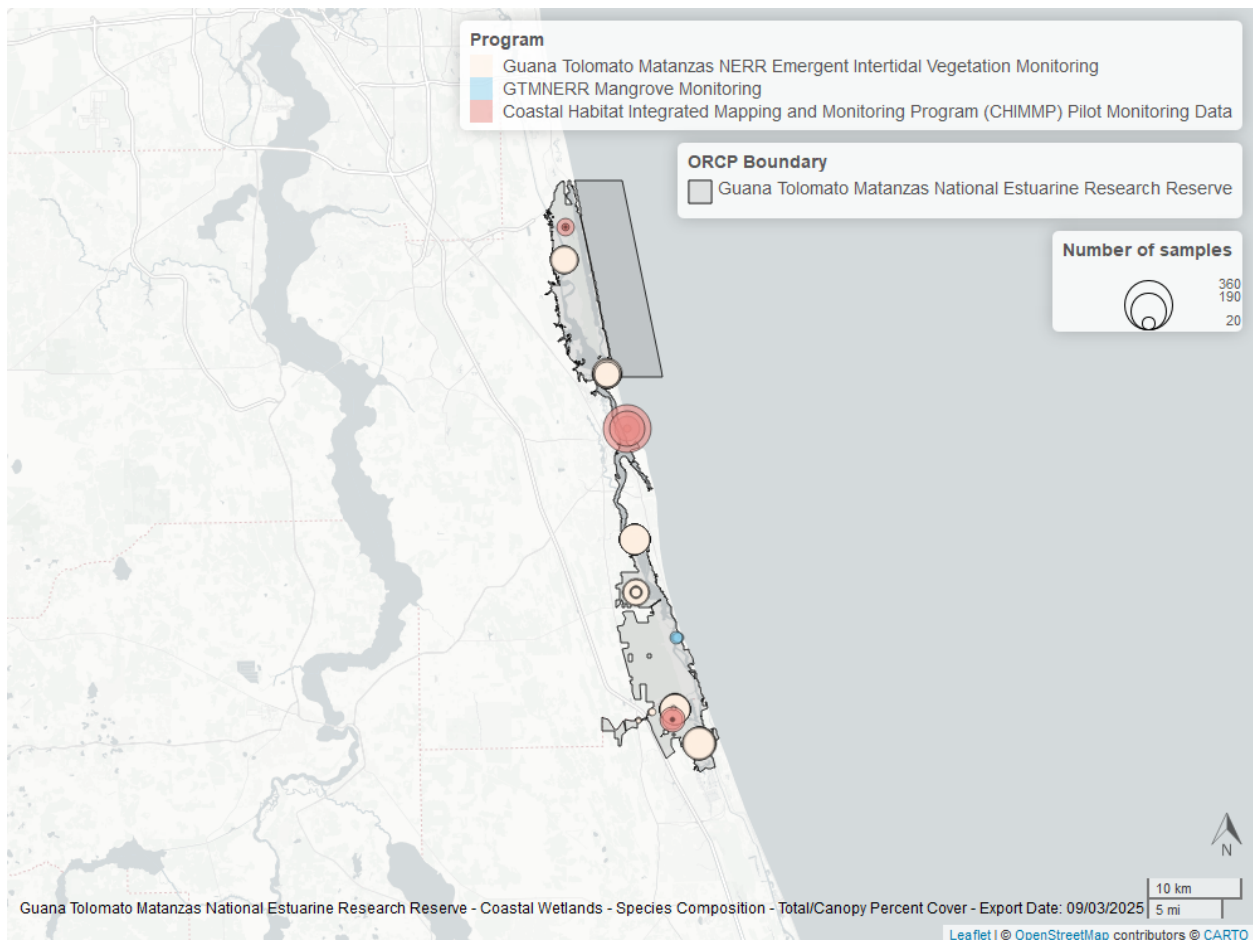 Program
Guana Tolomato Matanzas NERR Emergent Intertidal Vegetation Monitoring
GTMNERR Mangrove Monitoring
Coastal Habitat Integrated Mapping and Monitoring Program (CHIMMP) Pilot Monitoring Data
ORCP Boundary
Guana Tolomato Matanzas National Estuarine Research Reserve
Number of samples
360
190
20
N
10 km
5 mi
Guana Tolomato Matanzas National Estuarine Research Reserve - Coastal Wetlands - Species Composition - Total/Canopy Percent Cover - Export Date: 09/03/2025
Leaflet | © OpenStreetMap contributors © CARTO